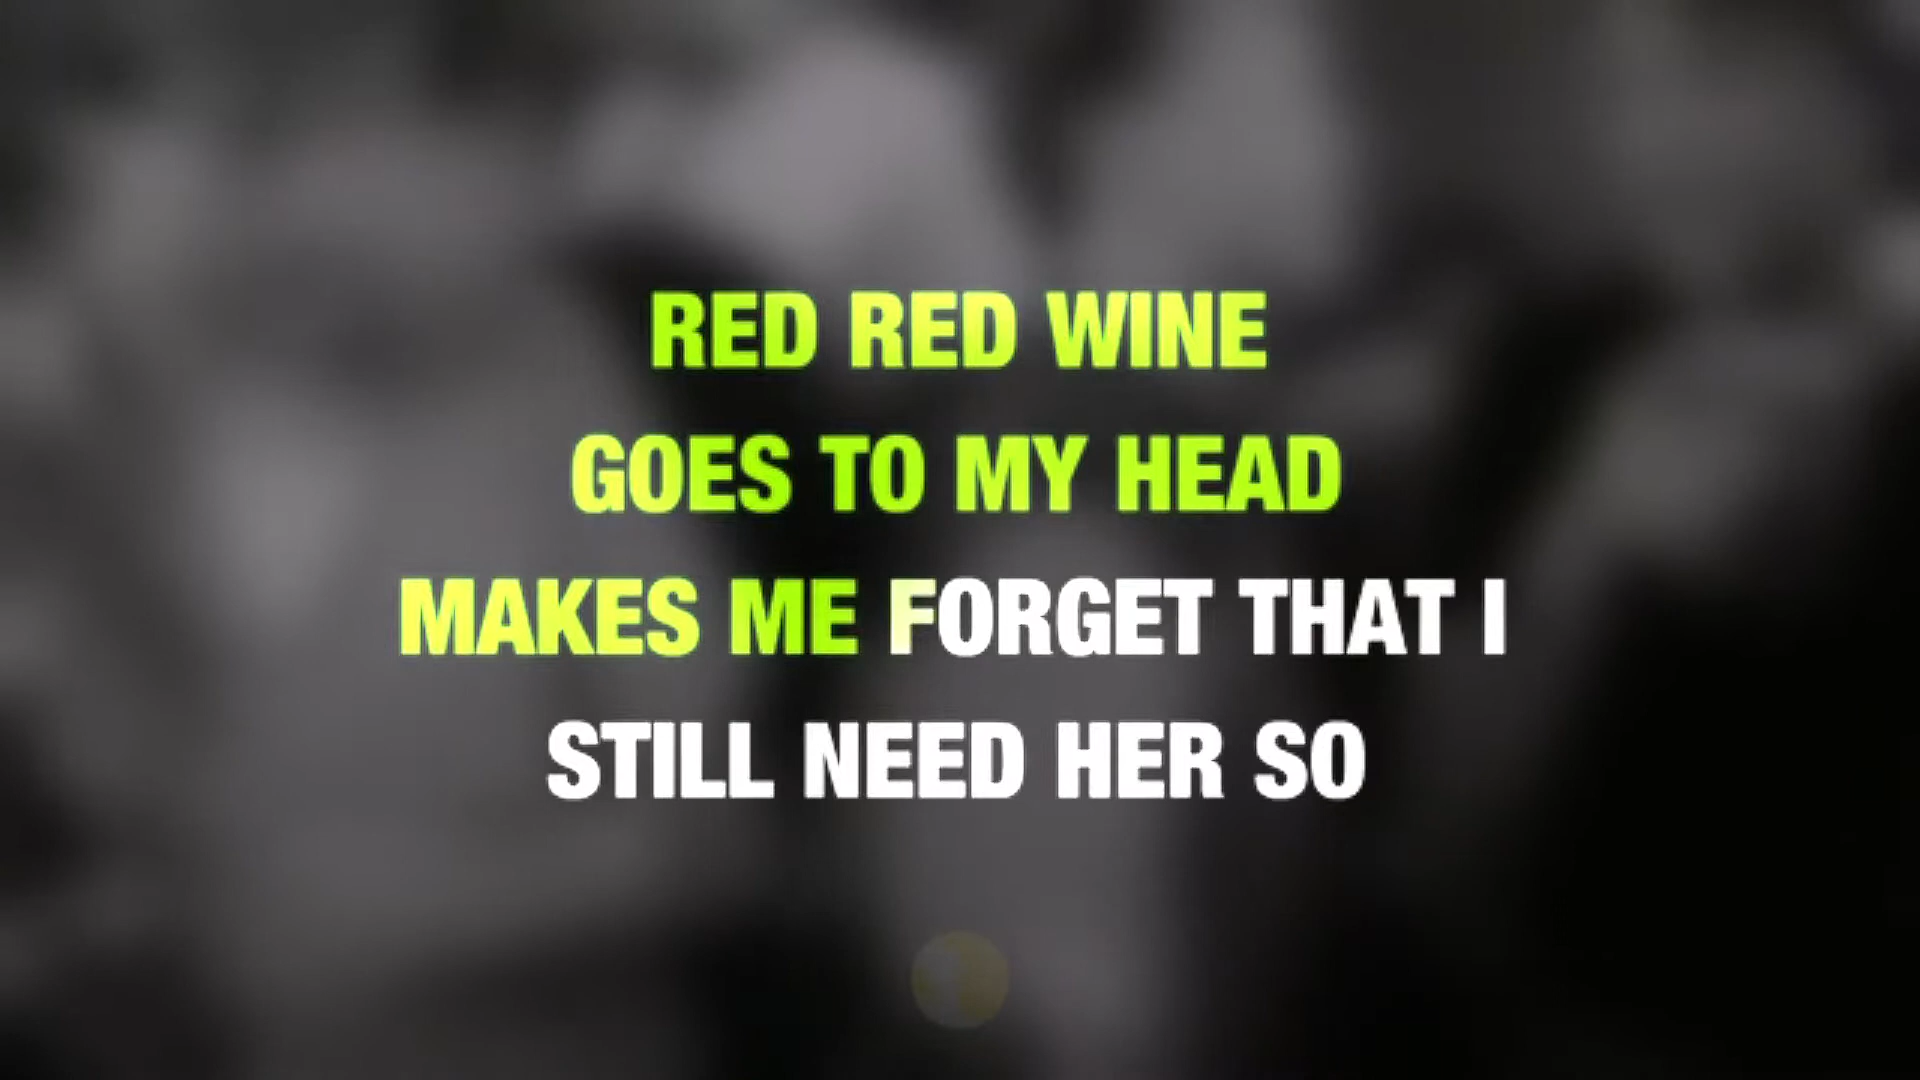 RED RED WINE
GOES TO MY HEAD
MAKES ME FORGET THAT I
STILL NEED HER SO